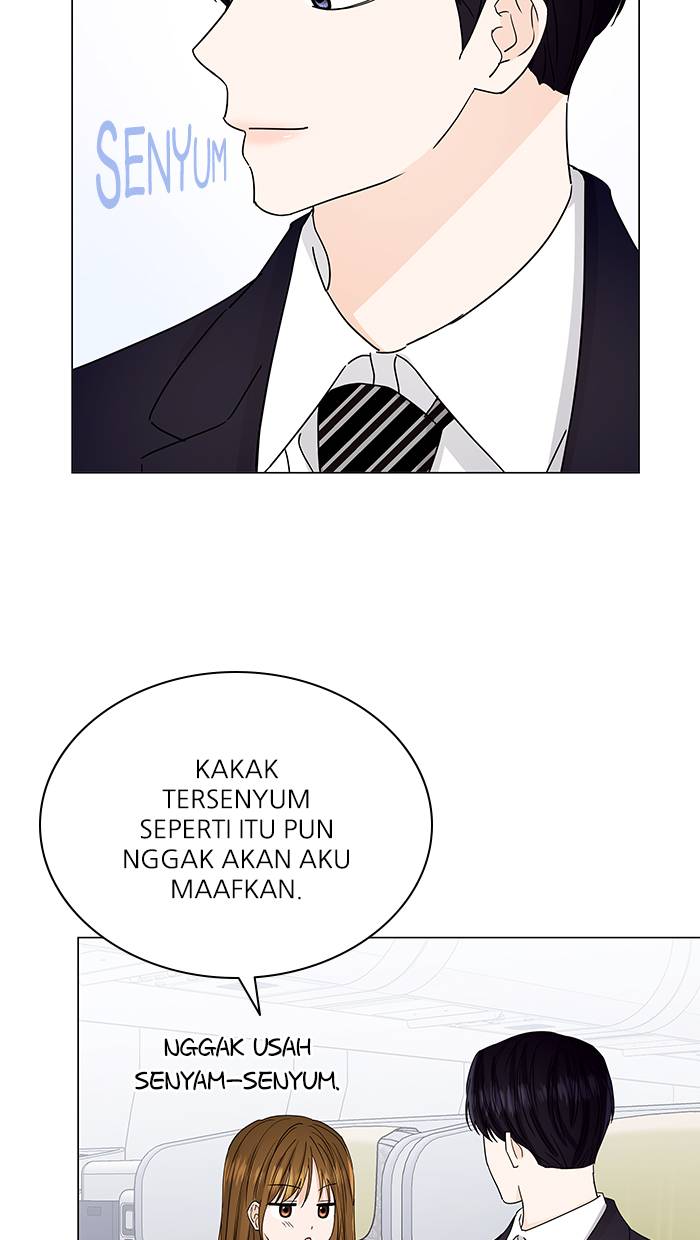 SENYUM
KAKAK
TERSENYUM
SEPERTI ITU PUN
NGGAK AKAN AKU
MAAFKAN.
NGGAK USAH
SENYAM-SENYUM.